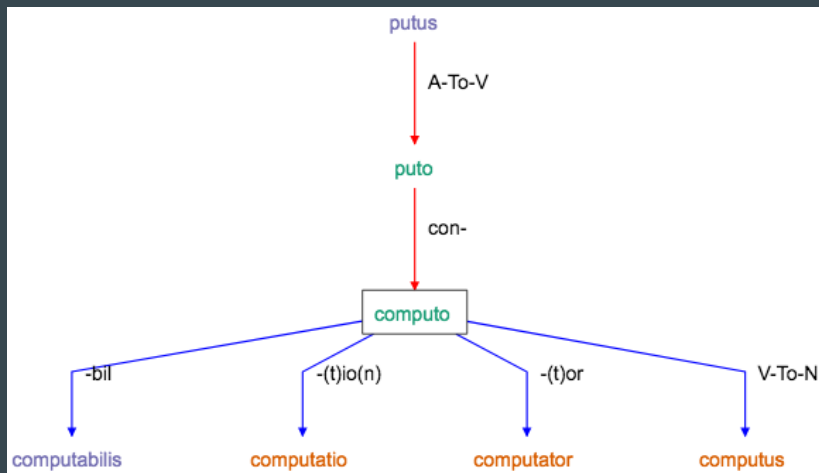 putus
A-To-V
puto
con-
computo
-bil
-(t)io(n)
-(t)or
V-To-N
computabilis
computatio
computator
computus